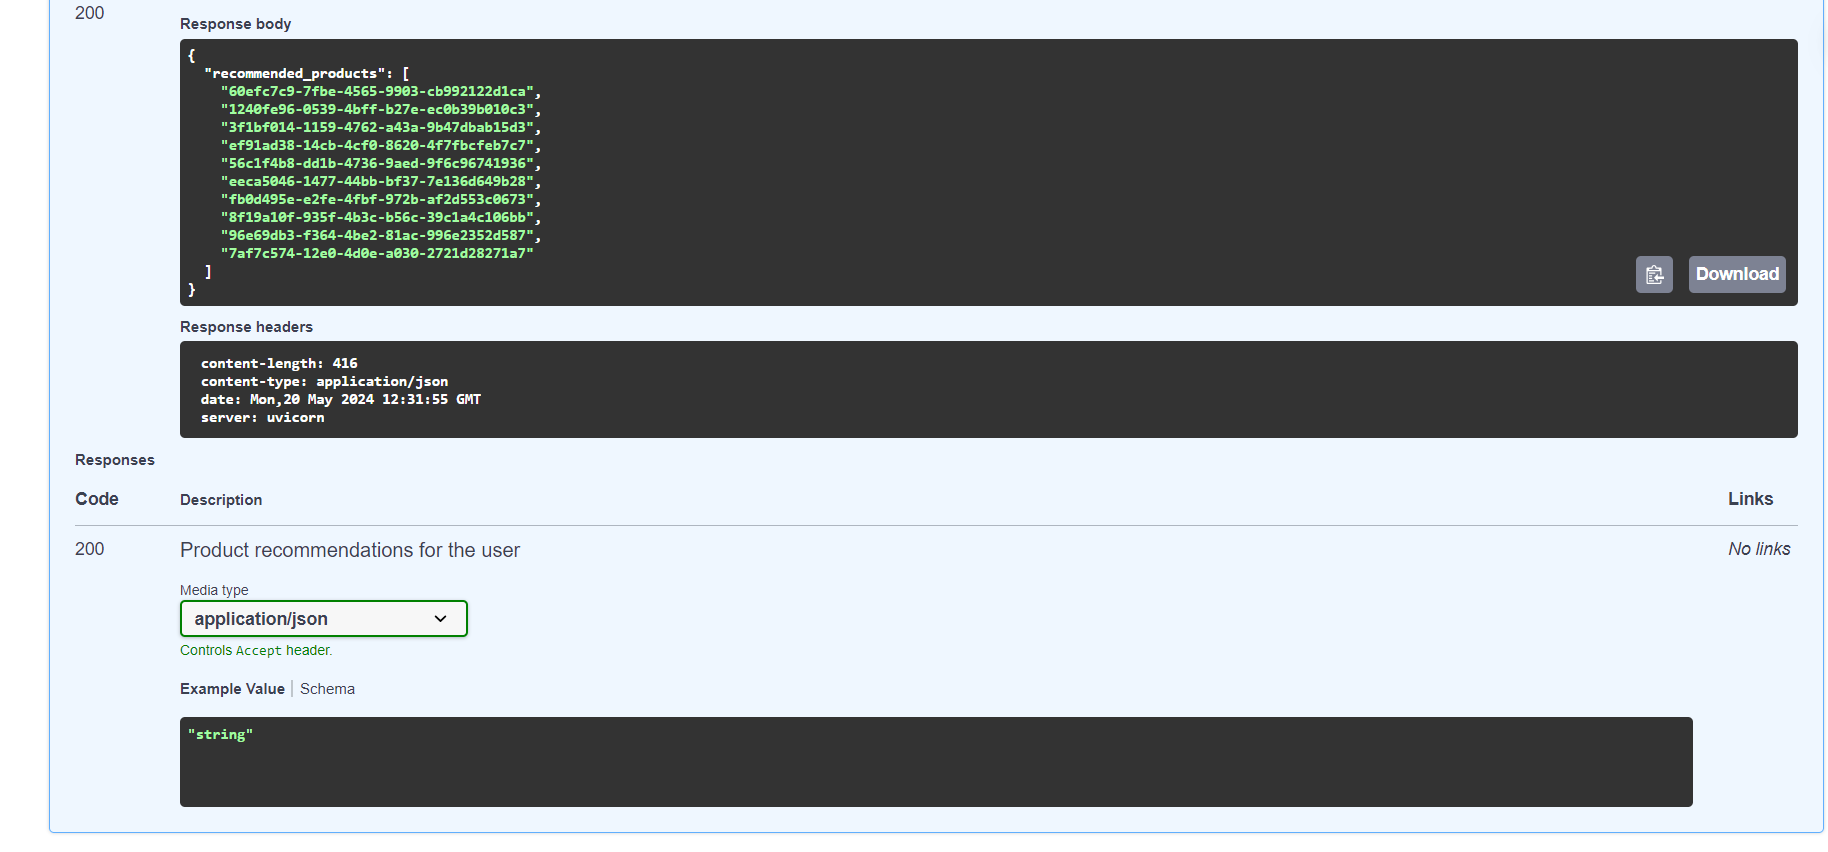 200
Response body
{
"recommended_products": [
"60efc7c9-7fbe-4565-9903-cb992122d1ca",
"1240fe96-0539-4bff-b27e-ec0b39b010c3",
"3f1bf014-1159-4762-a43a-9b47dbab15d3",
"ef91ad38-14cb-4cf0-8620-4f7fbcfeb7c7",
"56c1f4b8-dd1b-4736-9aed-9f6c96741936",
"eeca5046-1477-44bb-bf37-7e136d649b28",
"fb0d495e-e2fe-4fbf-972b-af2d553c0673",
"8f19a10f-935f-4b3c-b56c-39c1a4c106bb",
"96e69db3-f364-4be2-81ac-996e2352d587",
"7af7c574-12e0-4d0e-a030-2721d28271a7"
]
}
Download
Response headers
content-length: 416
content-type: application/json
date: Mon,20 May 2024 12:31:55 GMT
server: uvicorn
Responses
Code Description Links
200 Product recommendations for the user No links
Media type
application/json
Controls Accept header.
Example Value | Schema
"string"